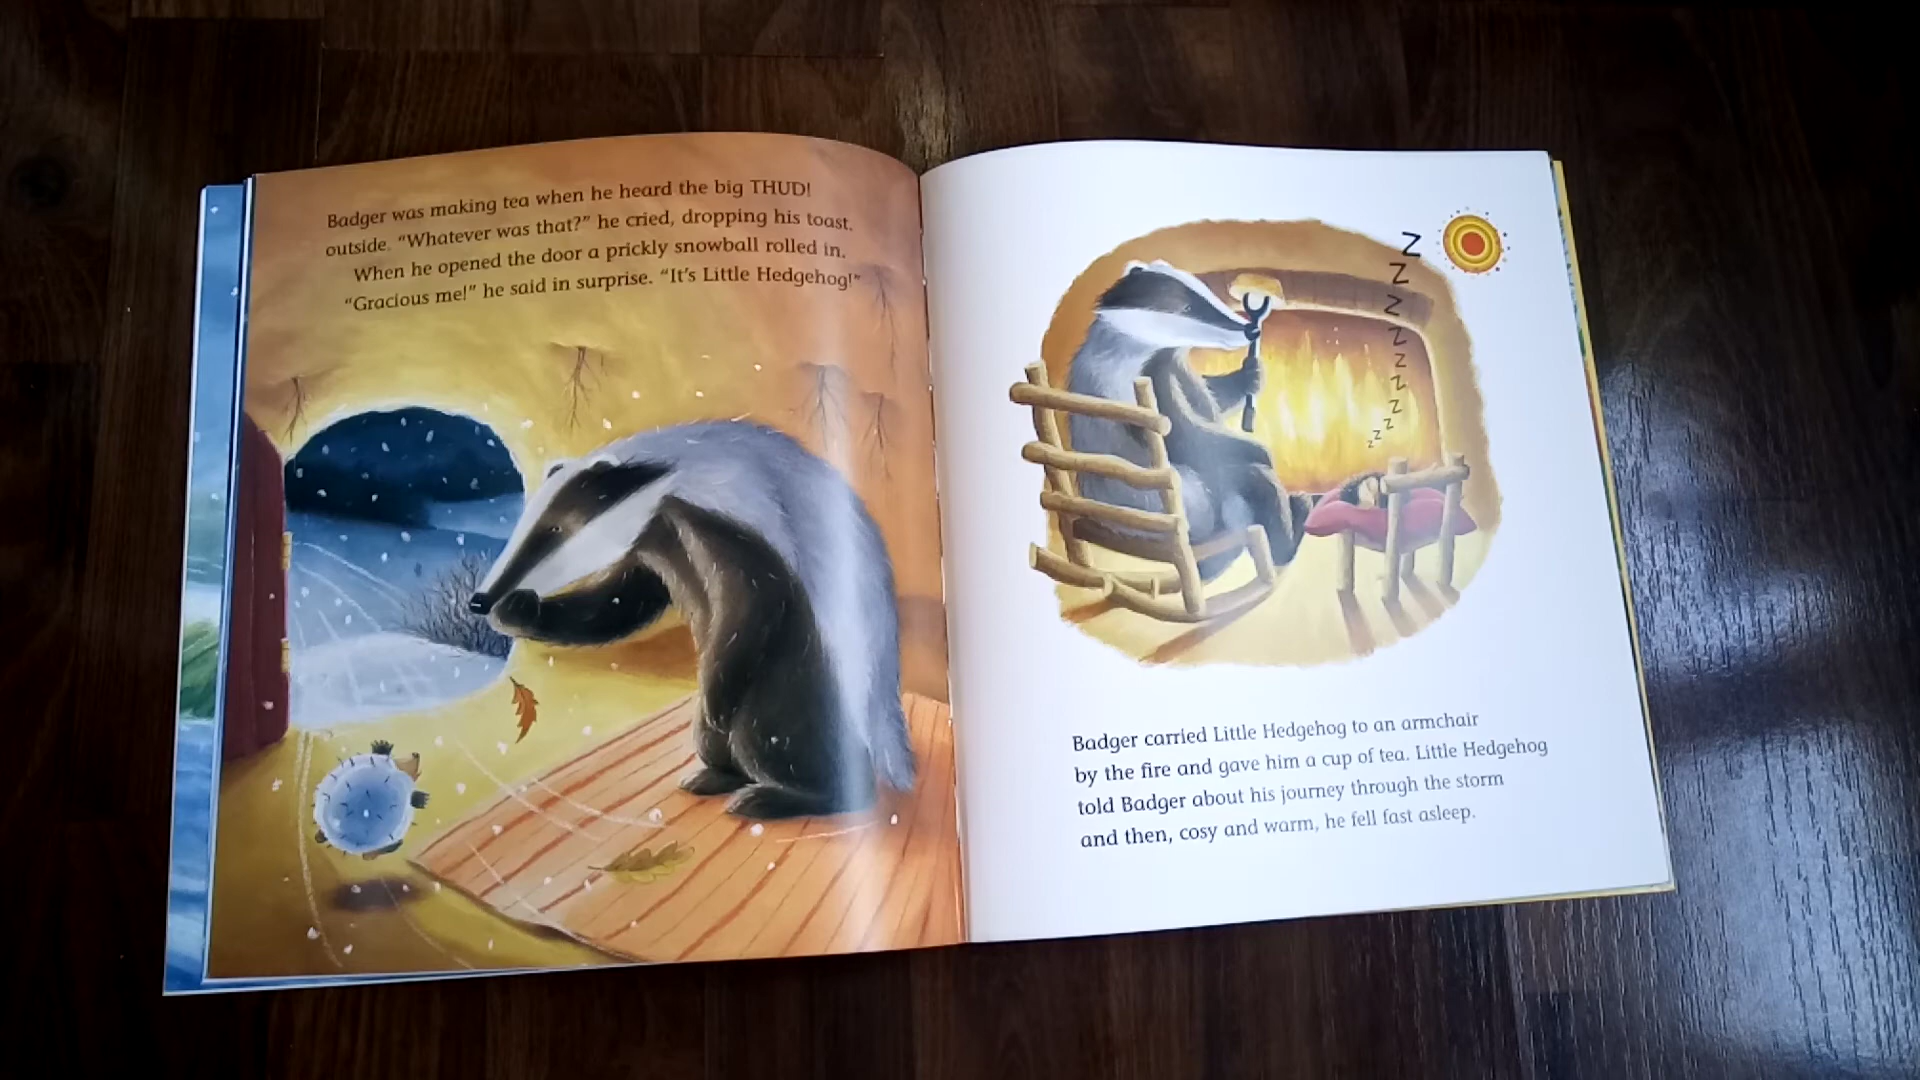 Badger was making tea when he heard the big THUD!
outside. “Whatever was that?” he cried, dropping his toast.
When he opened the door a prickly snowball rolled in.
“Gracious me!” he said in surprise. “It’s Little Hedgehog!”
Z
Z
Z
Z
Z
Z
Z
Z
Z
Z
Badger carried Little Hedgehog to an armchair
by the fire and gave him a cup of tea. Little Hedgehog
told Badger about his journey through the storm
and then, cosy and warm, he fell fast asleep.